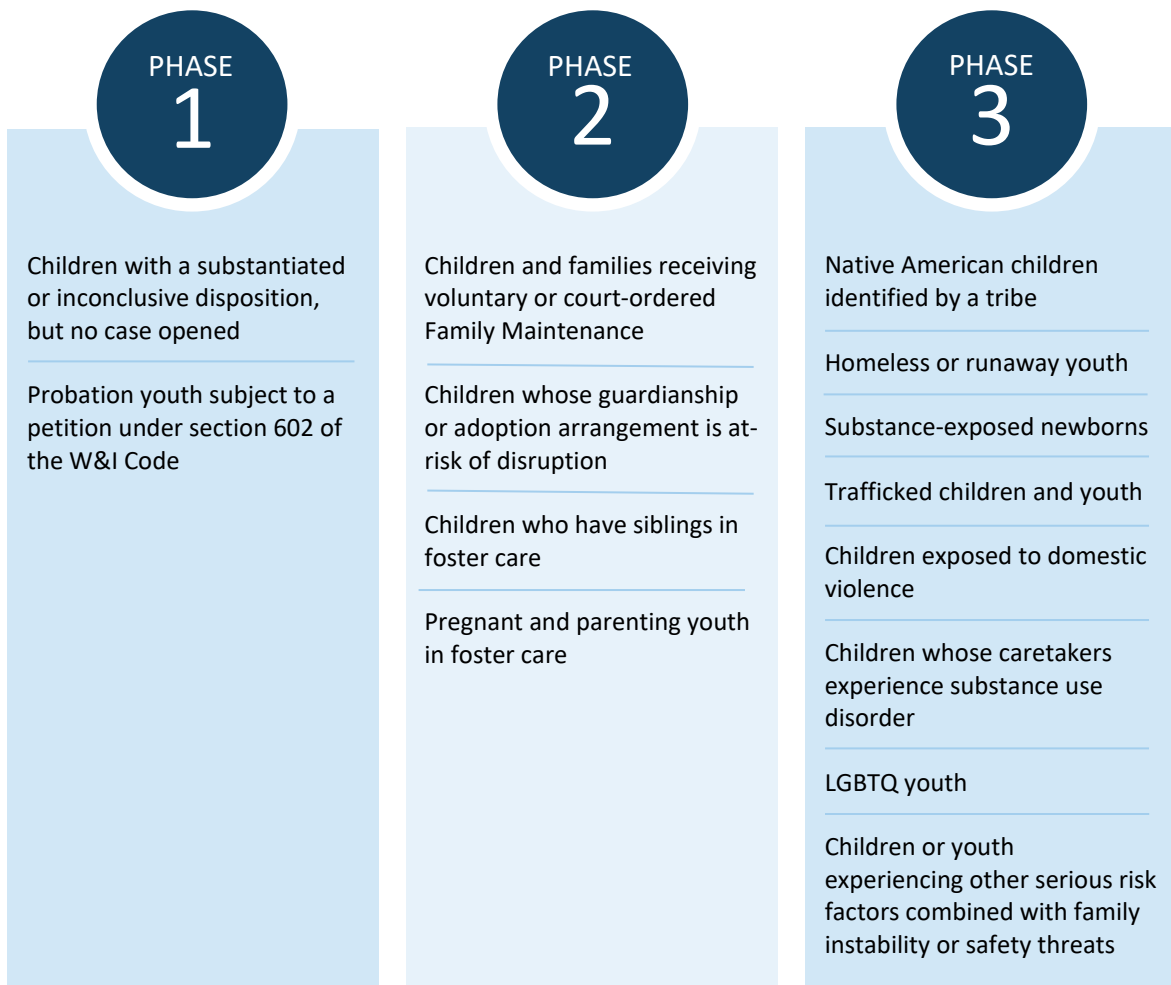 PHASE
1
Children with a substantiated
or inconclusive disposition,
but no case opened
Probation youth subject to a
petition under section 602 of
the W&I Code
PHASE
2
Children and families receiving
voluntary or court-ordered
Family Maintenance
Children whose guardianship
or adoption arrangement is at-
risk of disruption
Children who have siblings in
foster care
Pregnant and parenting youth
in foster care
PHASE
3
Native American children
identified by a tribe
Homeless or runaway youth
Substance-exposed newborns
Trafficked children and youth
Children exposed to domestic
violence
Children whose caretakers
experience substance use
disorder
LGBTQ youth
Children or youth
experiencing other serious risk
factors combined with family
instability or safety threats